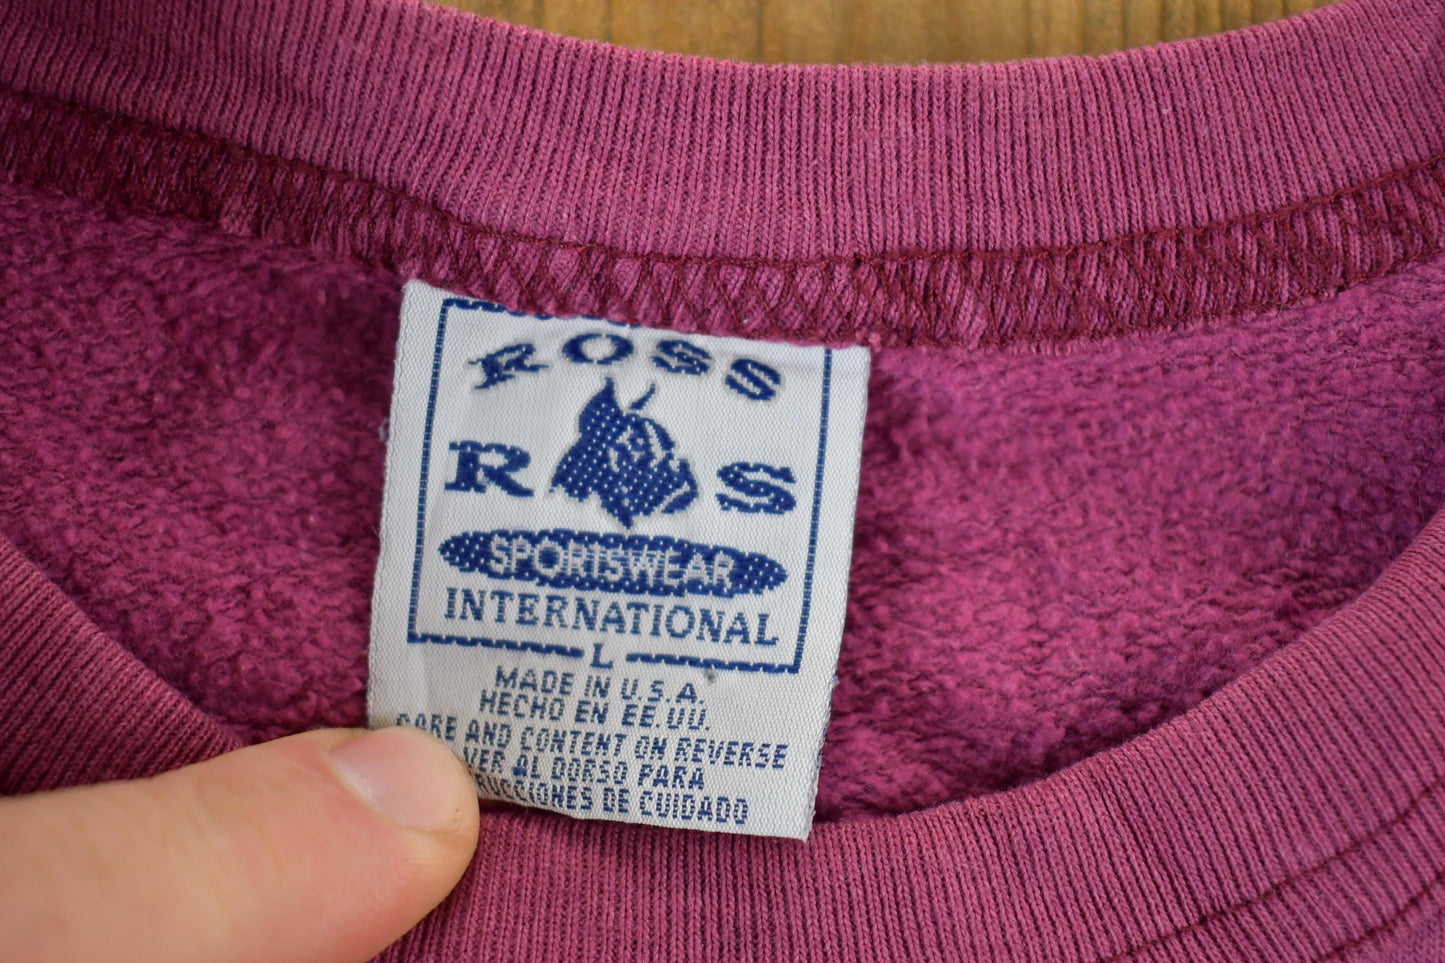 ROSS
R S
SPORTSWEAR
INTERNATIONAL
L
MADE IN U.S.A.
HECHO EN EE.UU.
CARE AND CONTENT ON REVERSE
VER AL DORSO PARA
RUCCIONES DE CUIDADO